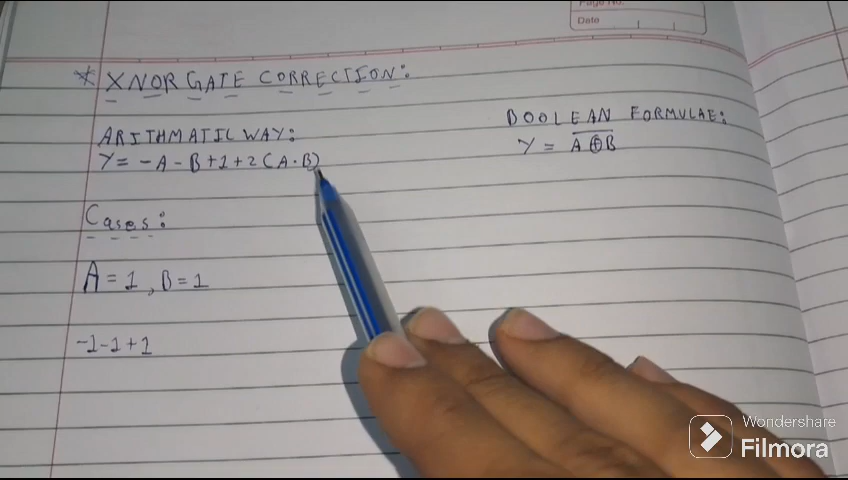 Page No.
Date
* XNOR GATE CORRECTION:
ARITHMATIC WAY:
Y = -A - B + 1 + 2 (A · B)
BOOLEAN FORMULAE:
Y = \overline{A ⊕ B}
Cases:
A = 1 , B = 1
-1 - 1 + 1
Wondershare
Filmora